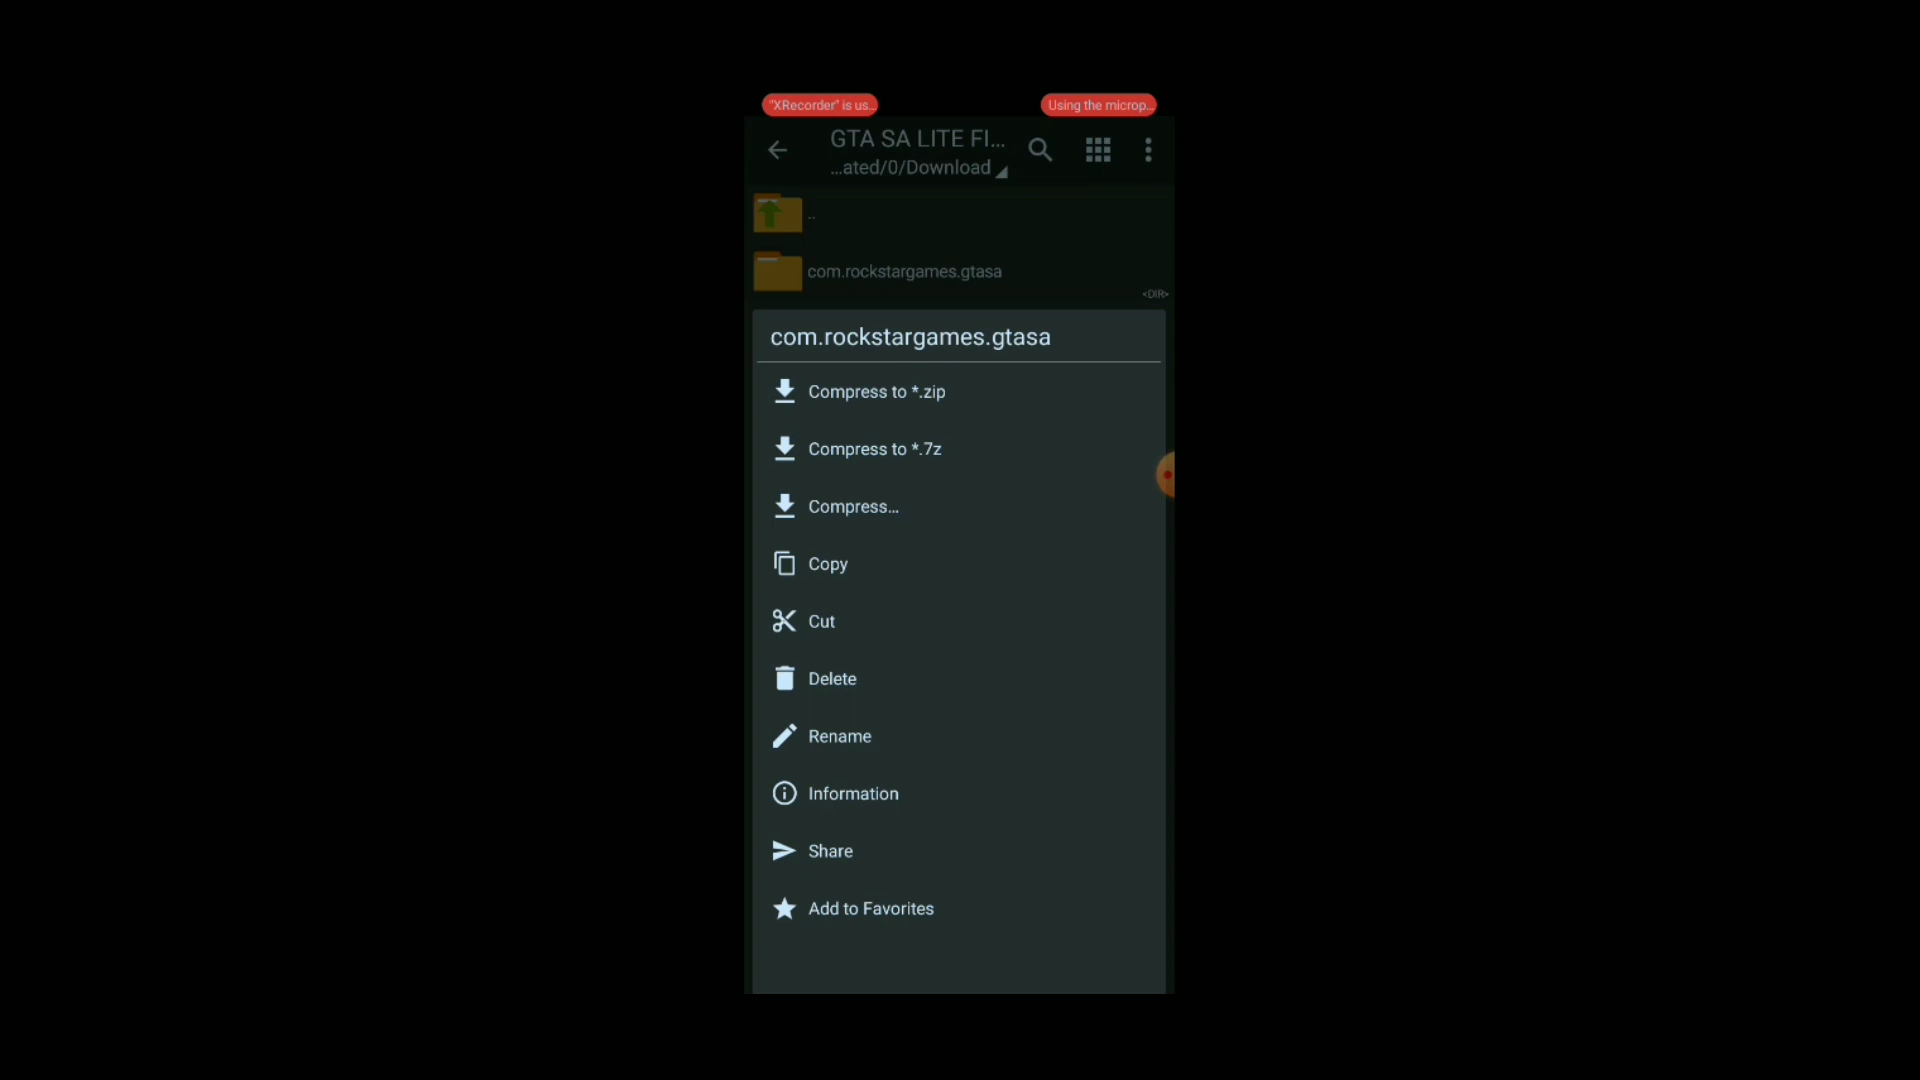 "XRecorder" is us...
Using the microp...
GTA SA LITE FI...
...ated/0/Download
..
com.rockstargames.gtasa
<DIR>
com.rockstargames.gtasa
Compress to *.zip
Compress to *.7z
Compress...
Copy
Cut
Delete
Rename
Information
Share
Add to Favorites